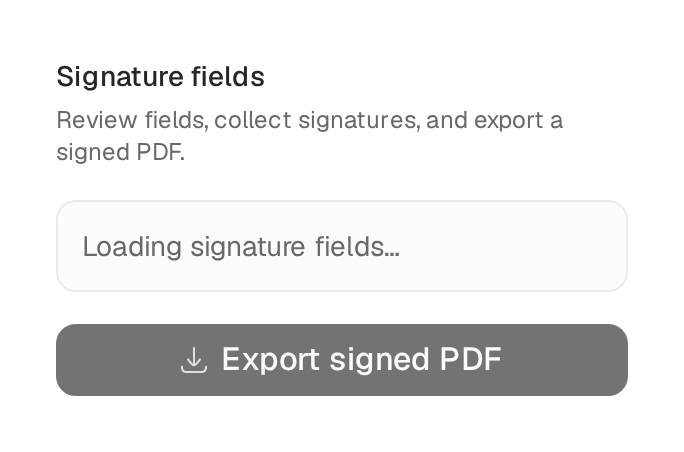 Signature fields
Review fields, collect signatures, and export a
signed PDF.
Loading signature fields...
Export signed PDF